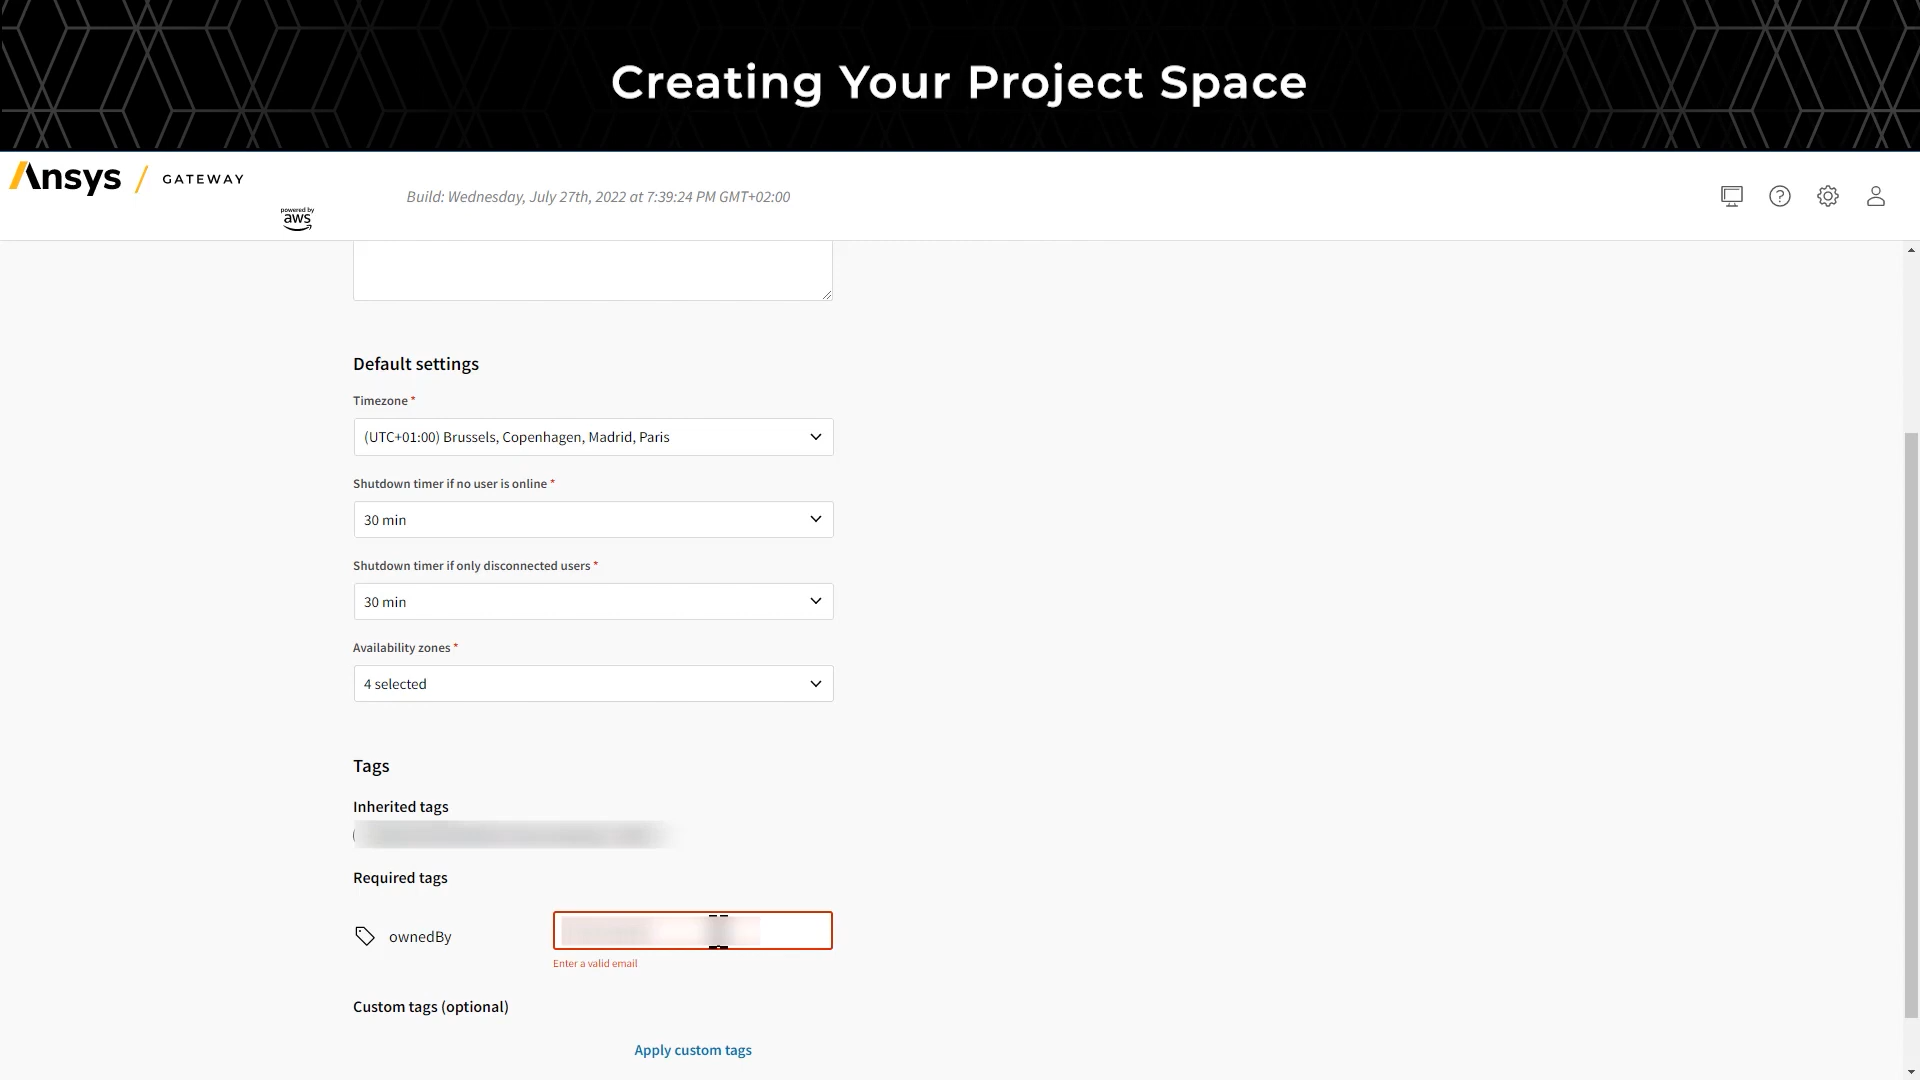 Creating Your Project Space
Ansys / GATEWAY
powered by
aws
Build: Wednesday, July 27th, 2022 at 7:39:24 PM GMT+02:00
Default settings
Timezone *
(UTC+01:00) Brussels, Copenhagen, Madrid, Paris
Shutdown timer if no user is online *
30 min
Shutdown timer if only disconnected users *
30 min
Availability zones *
4 selected
Tags
Inherited tags
Required tags
ownedBy
Enter a valid email
Custom tags (optional)
Apply custom tags